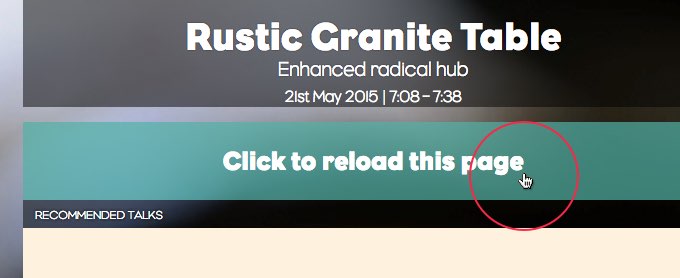 Rustic Granite Table
Enhanced radical hub
21st May 2015 | 7:08 – 7:38
Click to reload this page
RECOMMENDED TALKS